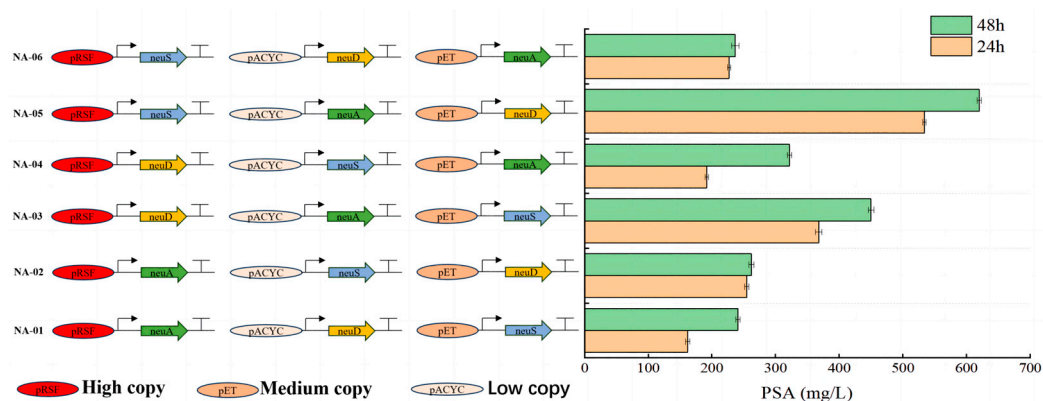 48h
24h
NA-06 pRSF neuS pACYC neuD pET neuA
NA-05 pRSF neuS pACYC neuA pET neuD
NA-04 pRSF neuD pACYC neuS pET neuA
NA-03 pRSF neuD pACYC neuA pET neuS
NA-02 pRSF neuA pACYC neuS pET neuD
NA-01 pRSF neuA pACYC neuD pET neuS
0 100 200 300 400 500 600 700
PSA (mg/L)
pRSF High copy pET Medium copy pACYC Low copy